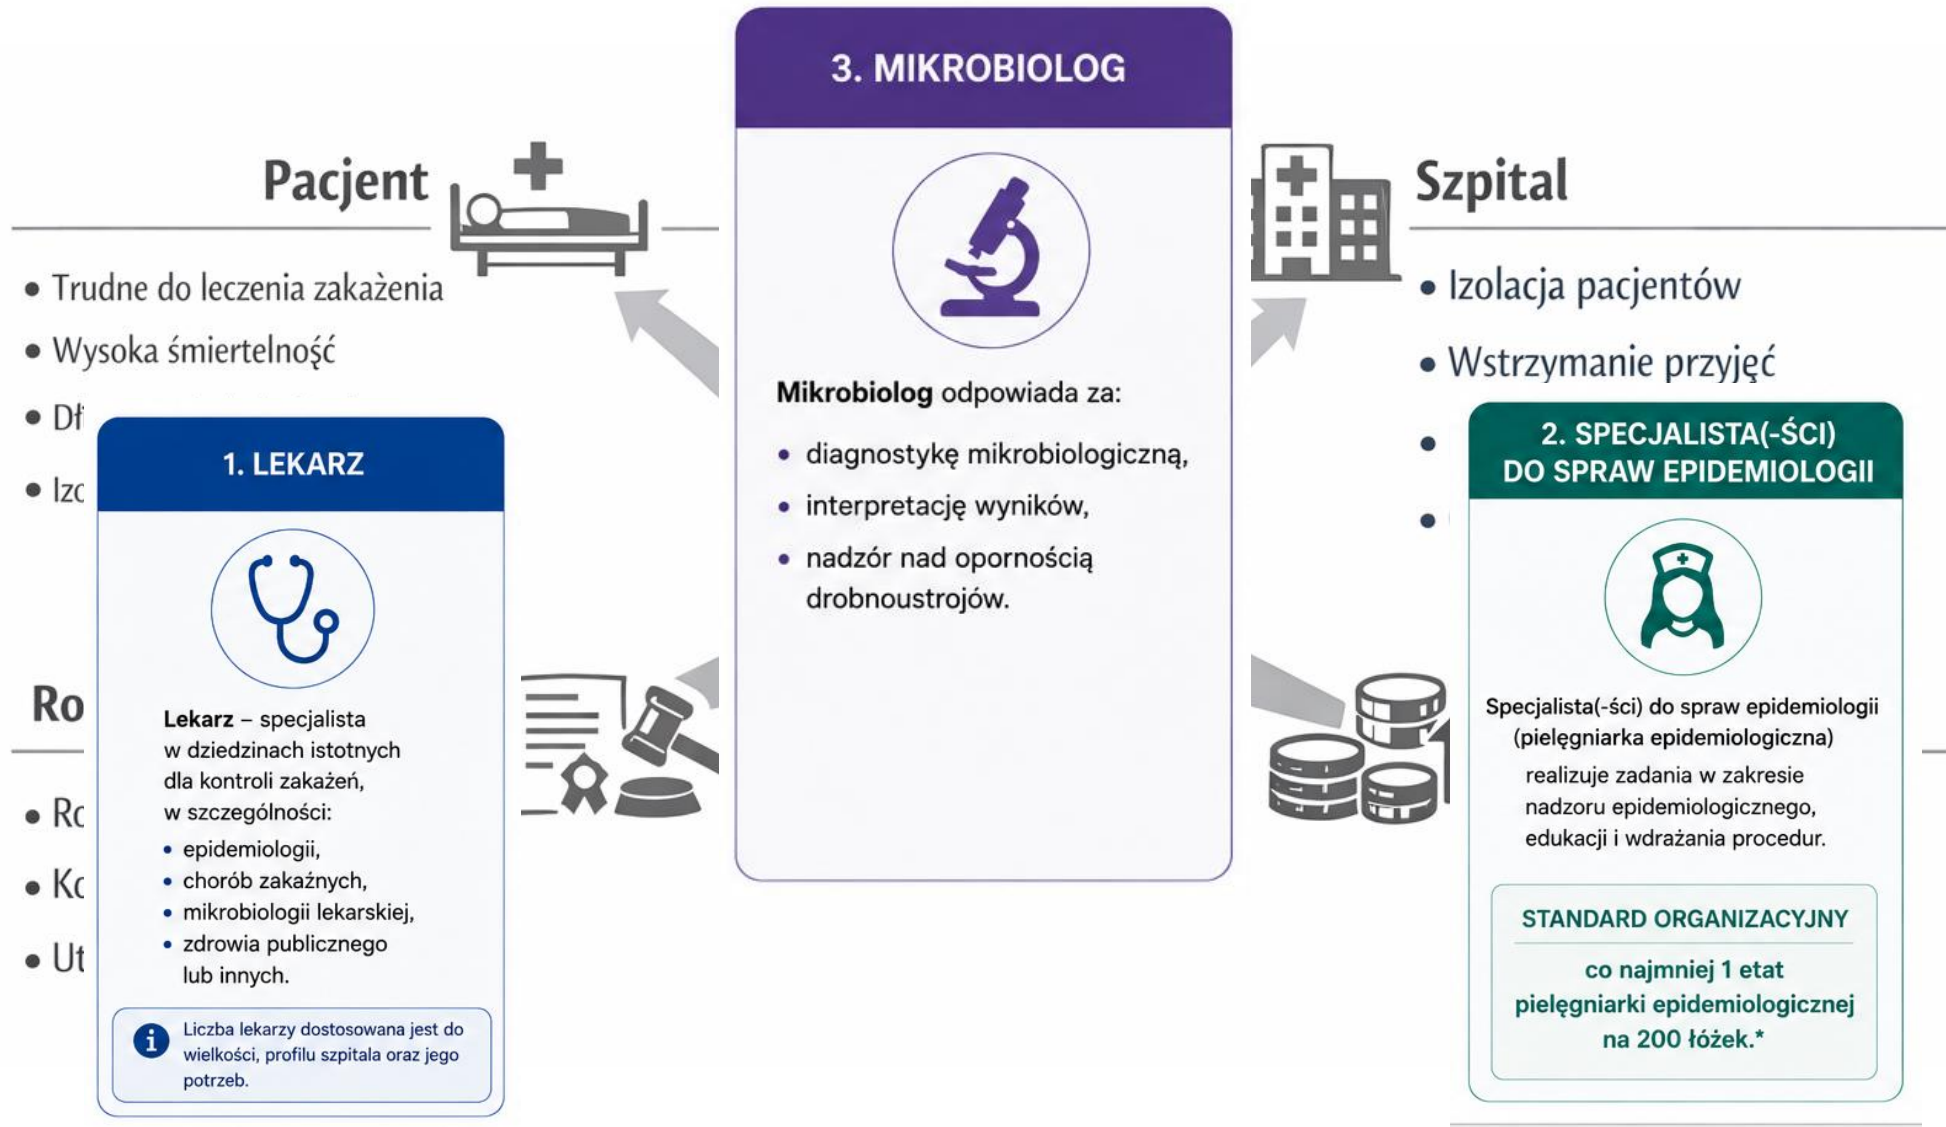 3. MIKROBIOLOG
Mikrobiolog odpowiada za:
• diagnostykę mikrobiologiczną,
• interpretację wyników,
• nadzór nad opornością
drobnoustrojów.
Pacjent
• Trudne do leczenia zakażenia
• Wysoka śmiertelność
Szpital
• Izolacja pacjentów
• Wstrzymanie przyjęć
1. LEKARZ
Lekarz – specjalista
w dziedzinach istotnych
dla kontroli zakażeń,
w szczególności:
• epidemiologii,
• chorób zakaźnych,
• mikrobiologii lekarskiej,
• zdrowia publicznego
lub innych.
i
Liczba lekarzy dostosowana jest do
wielkości, profilu szpitala oraz jego
potrzeb.
2. SPECJALISTA(-ŚCI)
DO SPRAW EPIDEMIOLOGII
Specjalista(-ści) do spraw epidemiologii
(pielęgniarka epidemiologiczna)
realizuje zadania w zakresie
nadzoru epidemiologicznego,
edukacji i wdrażania procedur.
STANDARD ORGANIZACYJNY
co najmniej 1 etat
pielęgniarki epidemiologicznej
na 200 łóżek.*